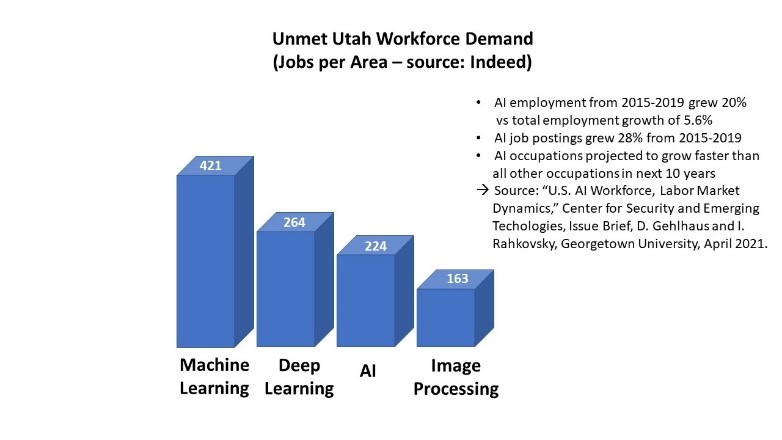 Unmet Utah Workforce Demand
(Jobs per Area – source: Indeed)
• AI employment from 2015-2019 grew 20%
vs total employment growth of 5.6%
• AI job postings grew 28% from 2015-2019
• AI occupations projected to grow faster than
all other occupations in next 10 years
→ Source: “U.S. AI Workforce, Labor Market
Dynamics,” Center for Security and Emerging
Techologies, Issue Brief, D. Gehlhaus and I.
Rahkovsky, Georgetown University, April 2021.
421
264
224
163
Machine Learning
Deep Learning
AI
Image Processing